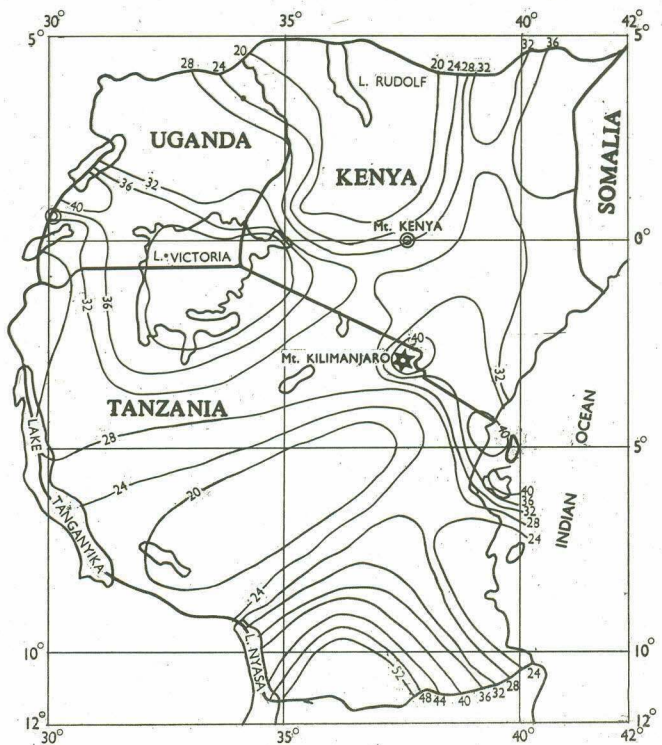 30° 35° 40° 42°
5° 5°
28 24 20 20 24 28 32 32 36
L. RUDOLF
UGANDA
KENYA
SOMALIA
32
36
40
Mt. KENYA
0° 0°
L. VICTORIA
32
36
40
Mt. KILIMANJARO
32
TANZANIA
40
OCEAN
LAKE
28
5° 5°
24
20
40
36
32
28
24
INDIAN
TANGANYIKA
24
10° 10°
L. NYASA
52
48 44 40 36 32 28 24
12° 12°
30° 35° 40° 42°